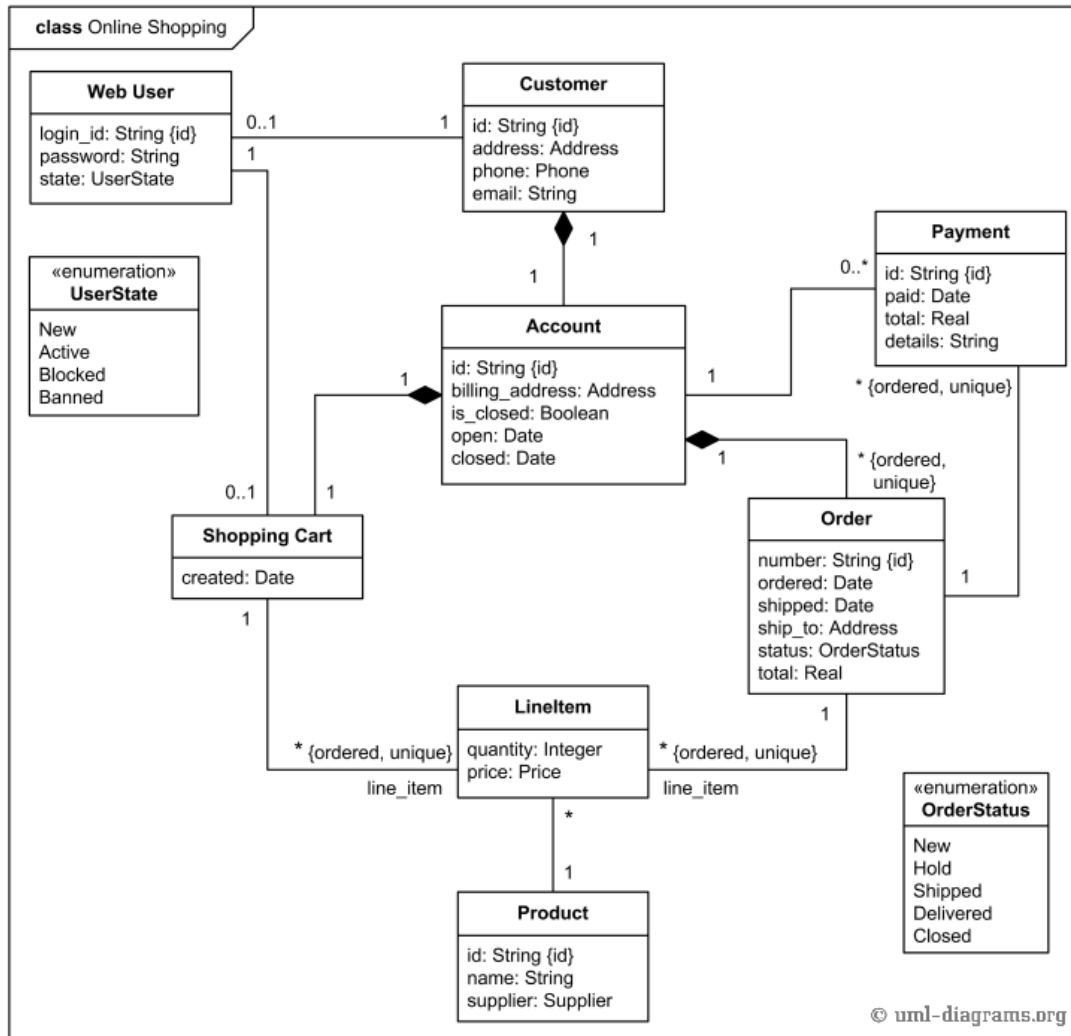 class Online Shopping
Web User
login_id: String {id}
password: String
state: UserState
0..1
1
1
Customer
id: String {id}
address: Address
phone: Phone
email: String
1
1
«enumeration»
UserState
New
Active
Blocked
Banned
Payment
id: String {id}
paid: Date
total: Real
details: String
0..*
1
* {ordered, unique}
Account
id: String {id}
billing_address: Address
is_closed: Boolean
open: Date
closed: Date
1
1
* {ordered,
unique}
0..1
1
Shopping Cart
created: Date
1
Order
number: String {id}
ordered: Date
shipped: Date
ship_to: Address
status: OrderStatus
total: Real
1
1
LineItem
quantity: Integer
price: Price
* {ordered, unique}
line_item
* {ordered, unique}
line_item
*
1
Product
id: String {id}
name: String
supplier: Supplier
«enumeration»
OrderStatus
New
Hold
Shipped
Delivered
Closed
© uml-diagrams.org